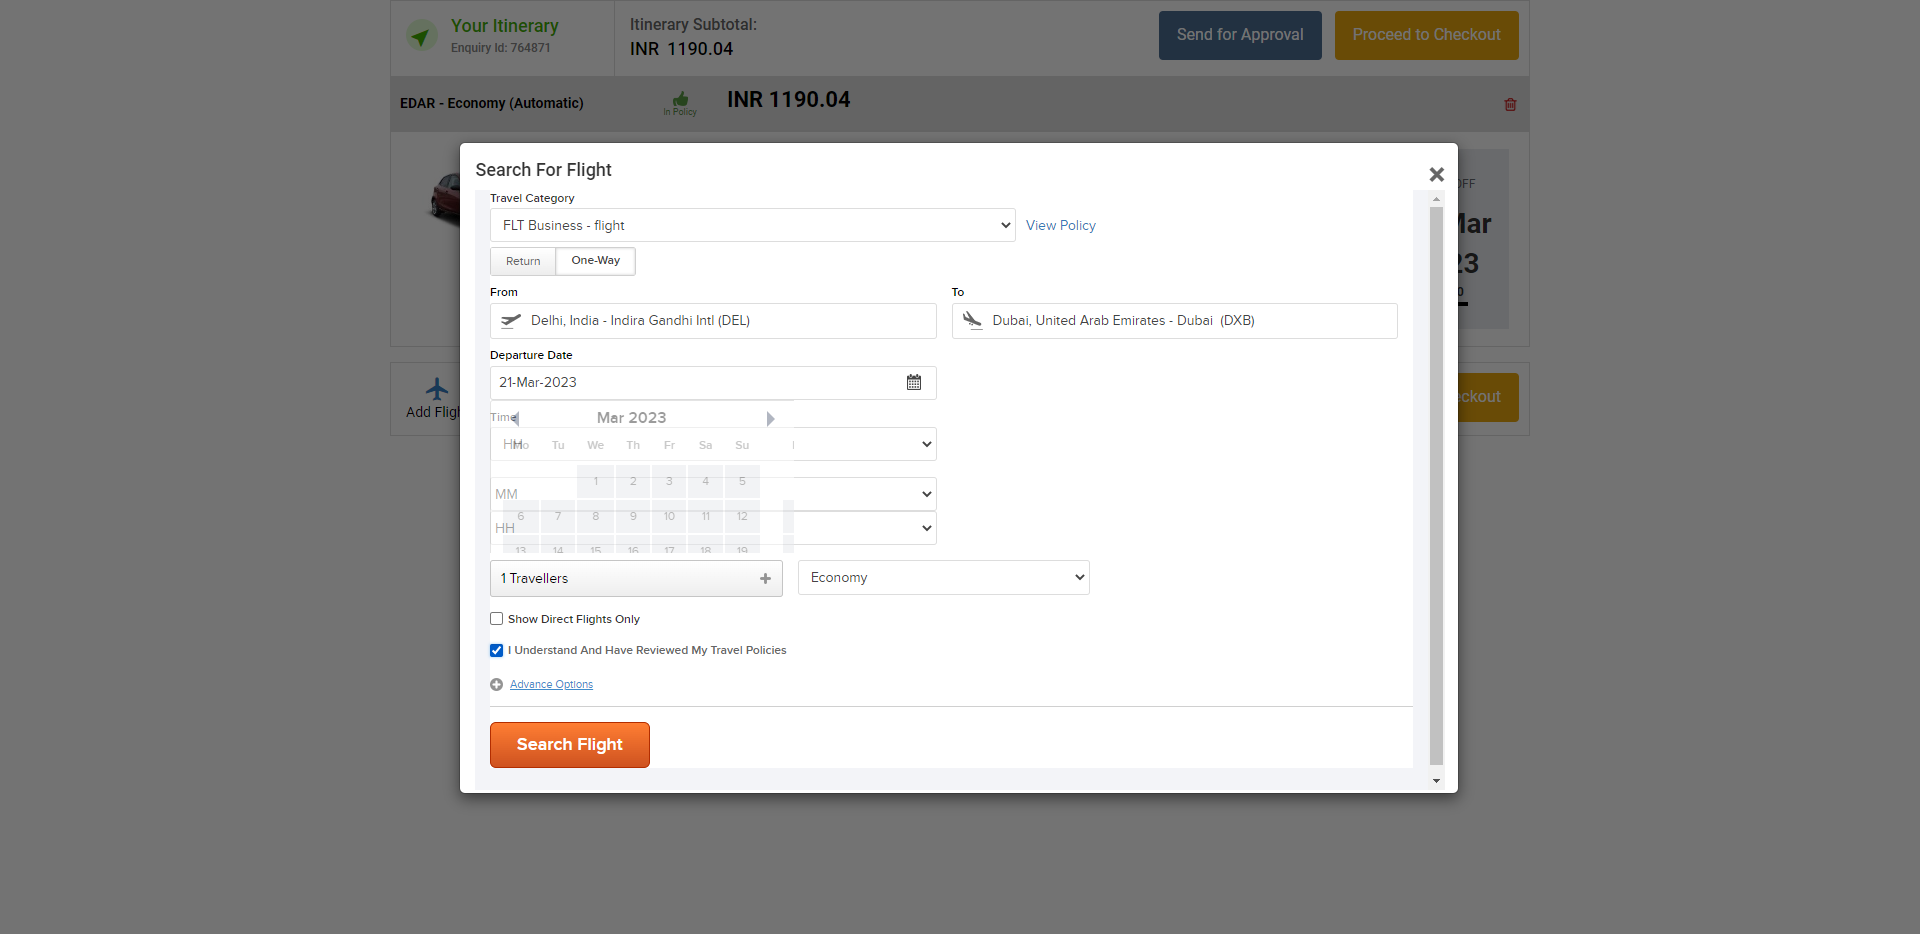 Your Itinerary
Enquiry Id: 764871
Itinerary Subtotal:
INR 1190.04
Send for Approval
Proceed to Checkout
EDAR - Economy (Automatic)
In Policy
INR 1190.04
Search For Flight
Travel Category
FLT Business - flight
View Policy
Return
One-Way
From
To
Delhi, India - Indira Gandhi Intl (DEL)
Dubai, United Arab Emirates - Dubai (DXB)
Departure Date
21-Mar-2023
Time
Mar 2023
HH
Mo Tu We Th Fr Sa Su
1 2 3 4 5
MM
6 7 8 9 10 11 12
HH
13 14 15 16 17 18 19
1 Travellers
Economy
Show Direct Flights Only
I Understand And Have Reviewed My Travel Policies
Advance Options
Search Flight
OFF
Mar
23
0
Add Fligh
eckout